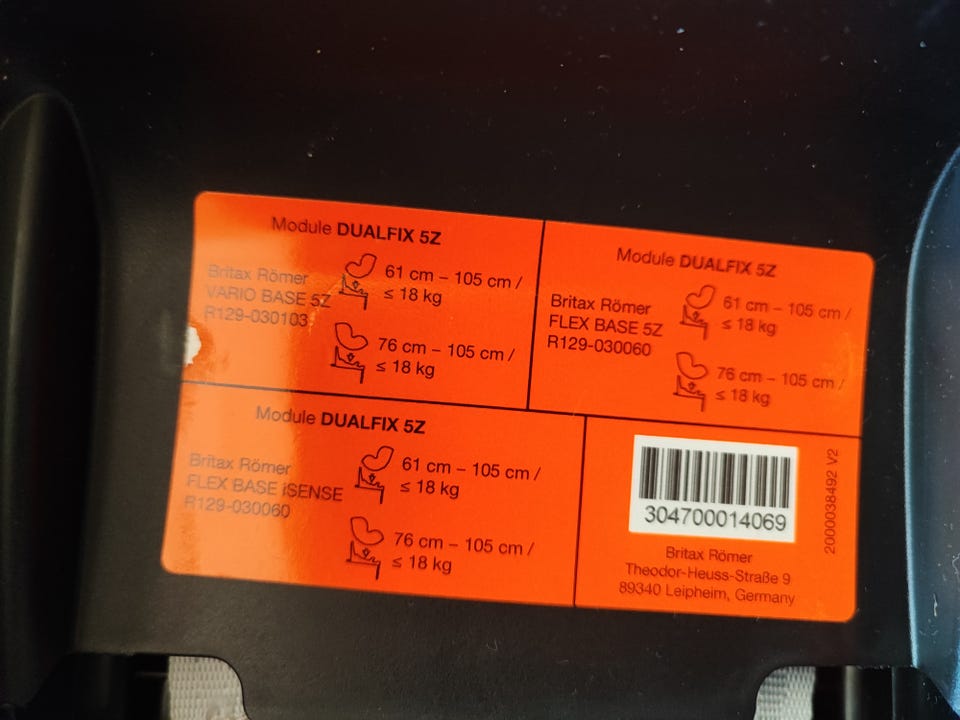 Module DUALFIX 5Z
Britax Römer
VARIO BASE 5Z
R129-030103
61 cm – 105 cm /
≤ 18 kg
76 cm – 105 cm /
≤ 18 kg
Module DUALFIX 5Z
Britax Römer
FLEX BASE 5Z
R129-030060
61 cm – 105 cm /
≤ 18 kg
76 cm – 105 cm /
≤ 18 kg
Module DUALFIX 5Z
Britax Römer
FLEX BASE iSENSE
R129-030060
61 cm – 105 cm /
≤ 18 kg
76 cm – 105 cm /
≤ 18 kg
304700014069
Britax Römer
Theodor-Heuss-Straße 9
89340 Leipheim, Germany
2000038492 V2